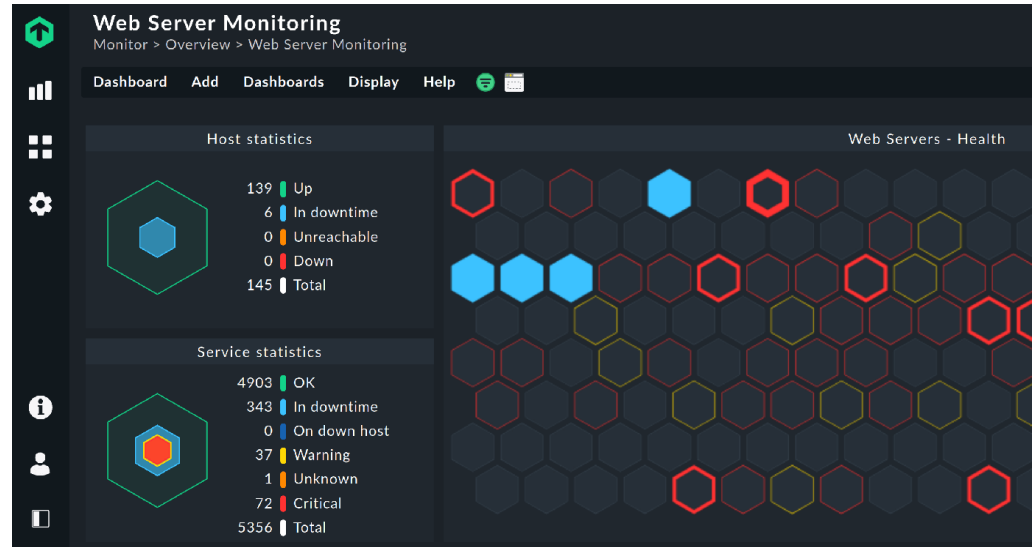 Web Server Monitoring
Monitor > Overview > Web Server Monitoring
Dashboard Add Dashboards Display Help
Host statistics
139 Up
6 In downtime
0 Unreachable
0 Down
145 Total
Service statistics
4903 OK
343 In downtime
0 On down host
37 Warning
1 Unknown
72 Critical
5356 Total
Web Servers - Health